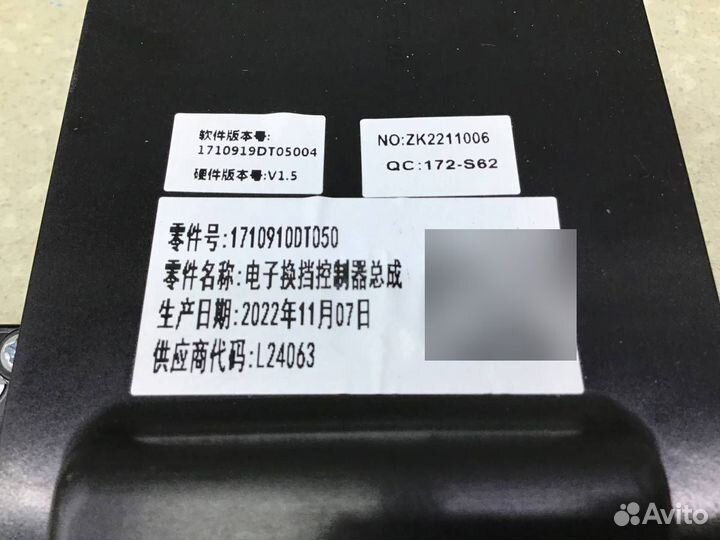 软件版本号:
1710919DT05004
硬件版本号:V1.5
NO:ZK2211006
QC:172-S62
零件号:1710910DT050
零件名称:电子换挡控制器总成
生产日期:2022年11月07日
供应商代码:L24063
Avito